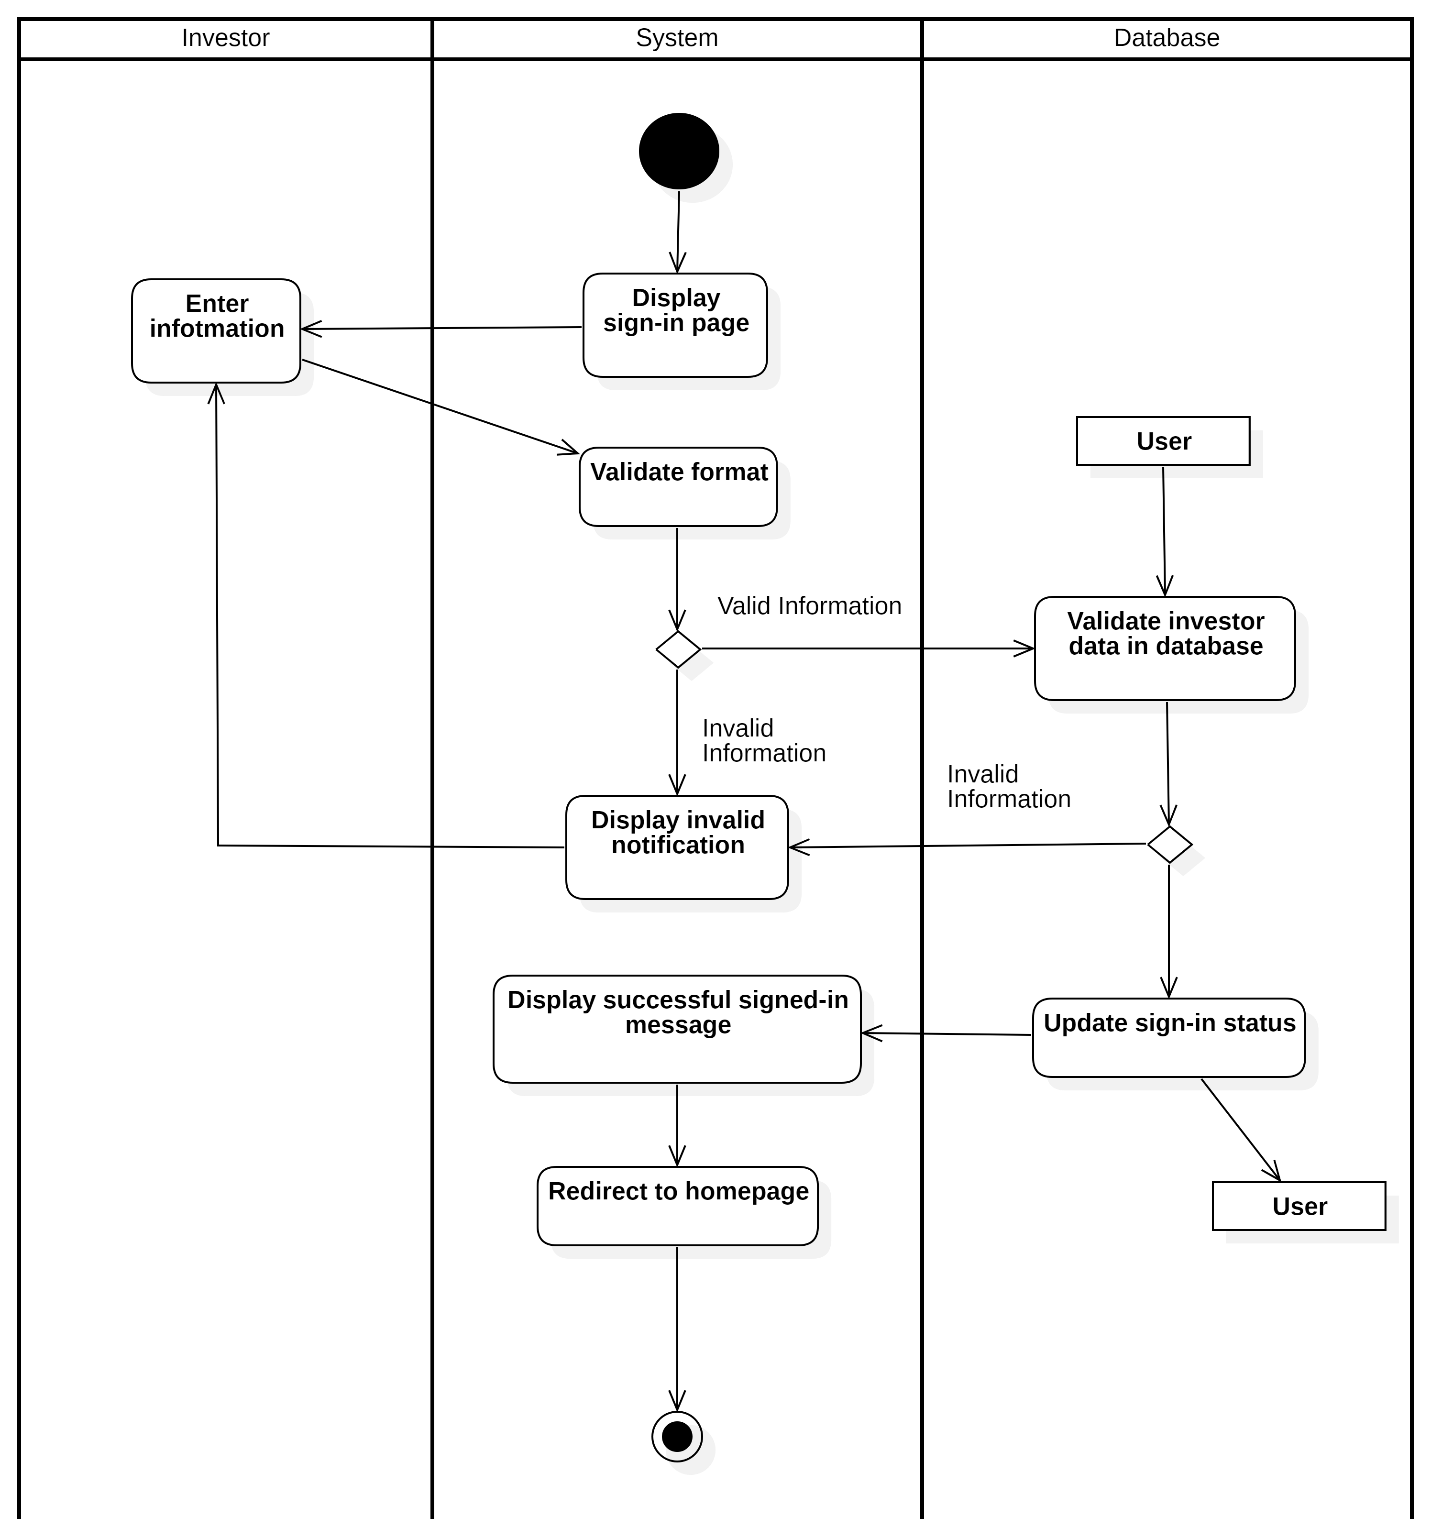 Investor
System
Database
Display
sign-in page
Enter
infotmation
Validate format
User
Valid Information
Validate investor
data in database
Invalid
Information
Invalid
Information
Display invalid
notification
Display successful signed-in
message
Update sign-in status
Redirect to homepage
User